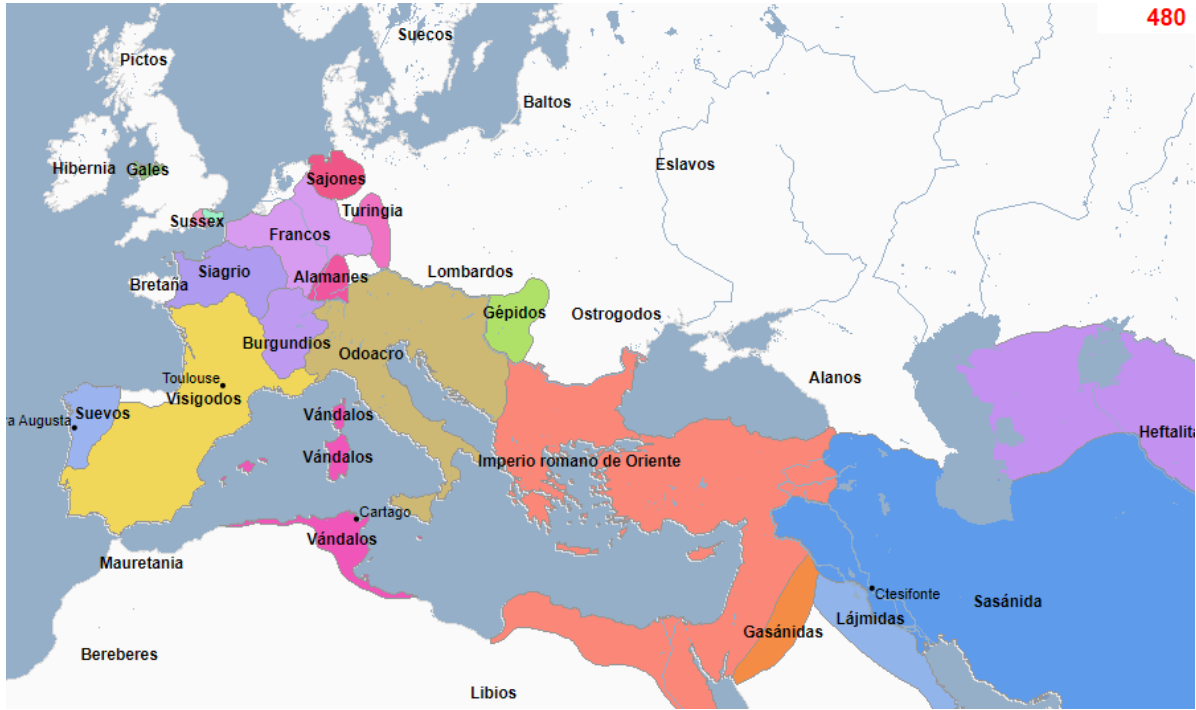 480
Suecos
Pictos
Baltos
Hibernia
Gales
Eslavos
Sajones
Turingia
Sussex
Francos
Siagrio
Alamanes
Lombardos
Bretaña
Gépidos
Ostrogodos
Burgundios
Odoacro
Toulouse
Visigodos
Alanos
Suevos
a Augusta
Vándalos
Heftalita
Vándalos
Imperio romano de Oriente
Cartago
Vándalos
Mauretania
Ctesifonte
Sasánida
Lájmidas
Gasánidas
Bereberes
Libios